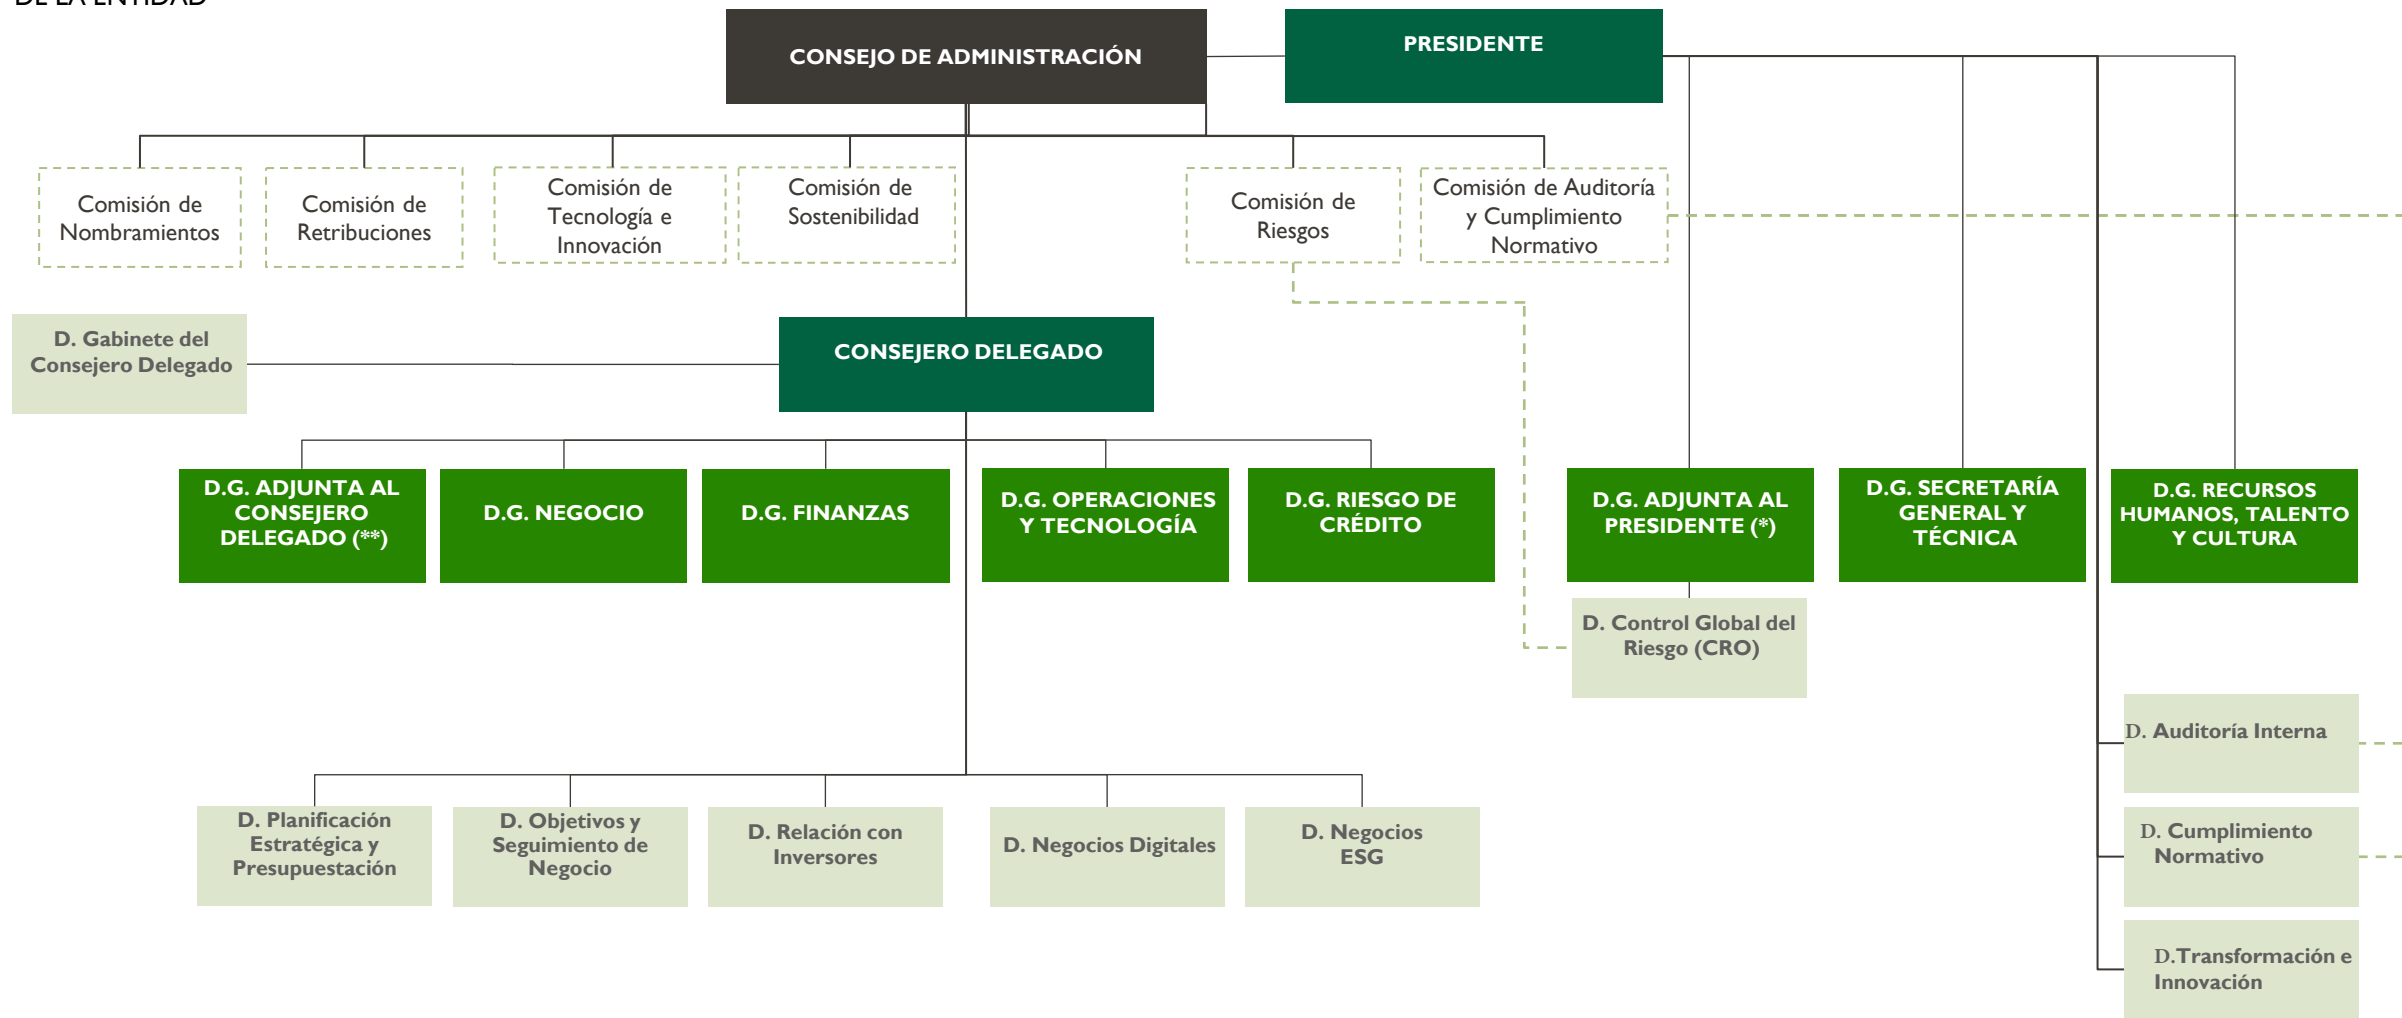 DE LA ENTIDAD
CONSEJO DE ADMINISTRACIÓN
PRESIDENTE
Comisión de
Nombramientos
Comisión de
Retribuciones
Comisión de
Tecnología e
Innovación
Comisión de
Sostenibilidad
Comisión de
Riesgos
Comisión de Auditoría
y Cumplimiento
Normativo
D. Gabinete del
Consejero Delegado
CONSEJERO DELEGADO
D.G. ADJUNTA AL
CONSEJERO
DELEGADO (**)
D.G. NEGOCIO
D.G. FINANZAS
D.G. OPERACIONES
Y TECNOLOGÍA
D.G. RIESGO DE
CRÉDITO
D.G. ADJUNTA AL
PRESIDENTE (*)
D.G. SECRETARÍA
GENERAL Y
TÉCNICA
D.G. RECURSOS
HUMANOS, TALENTO
Y CULTURA
D. Control Global del
Riesgo (CRO)
D. Auditoría Interna
D. Planificación
Estratégica y
Presupuestación
D. Objetivos y
Seguimiento de
Negocio
D. Relación con
Inversores
D. Negocios Digitales
D. Negocios
ESG
D. Cumplimiento
Normativo
D.Transformación e
Innovación